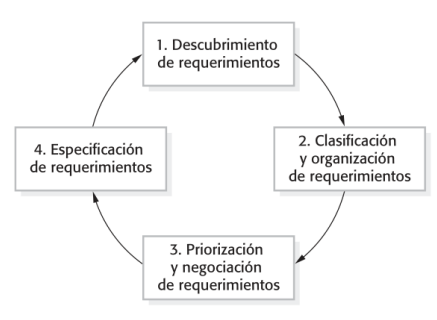 1. Descubrimiento
de requerimientos
2. Clasificación
y organización
de requerimientos
3. Priorización
y negociación
de requerimientos
4. Especificación
de requerimientos